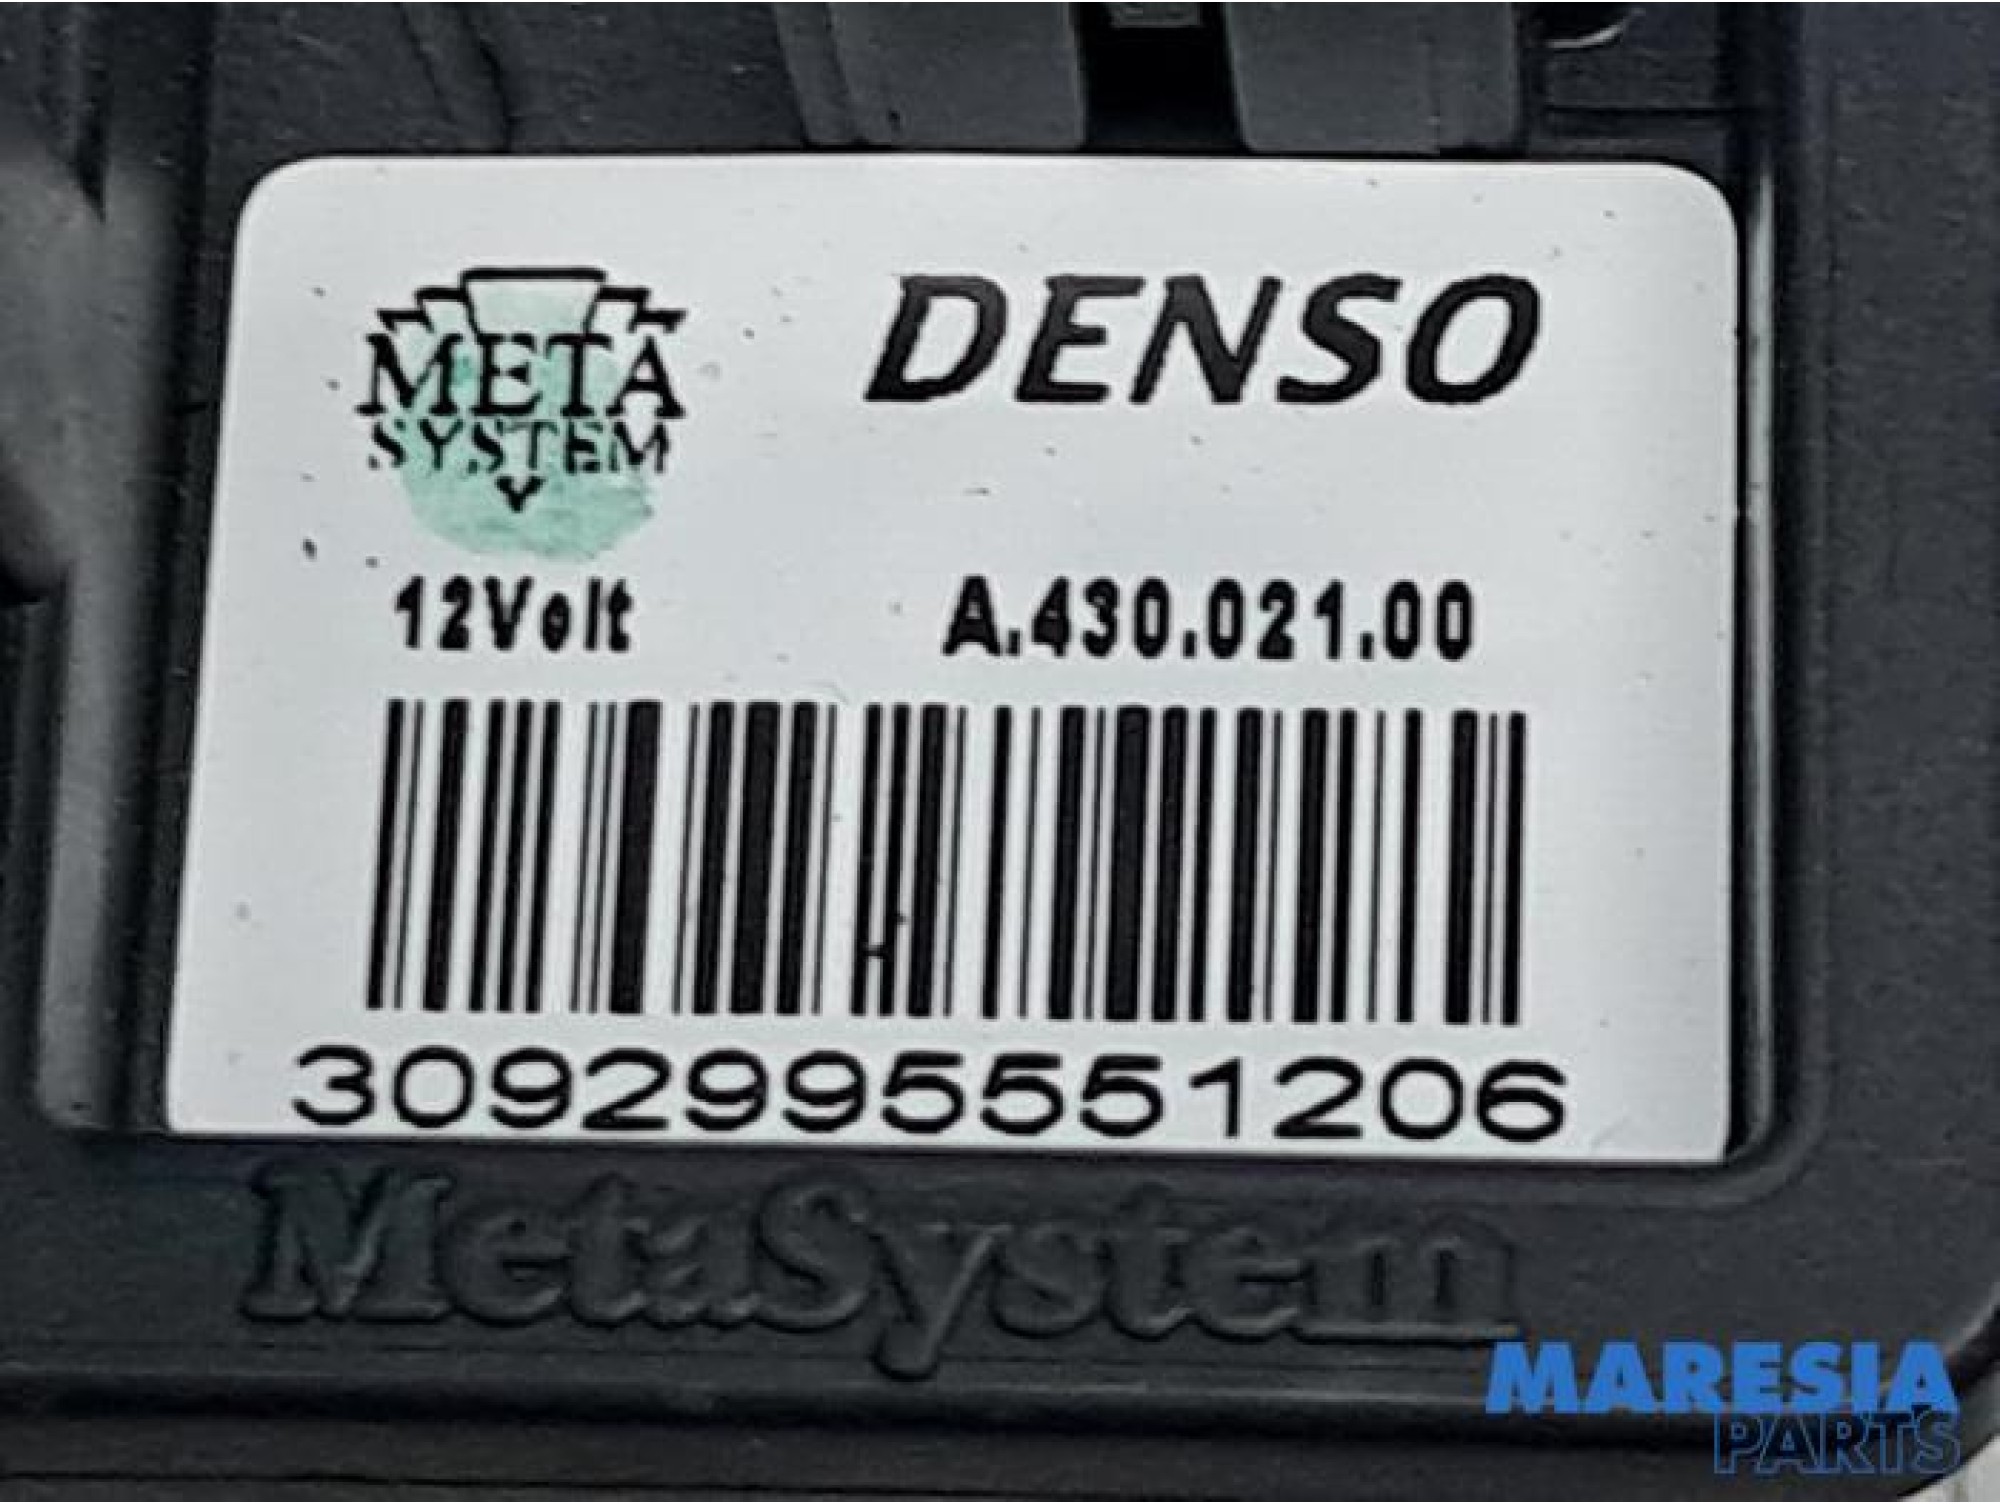 META
SYSTEM
DENSO
12Volt
A.430.021.00
3092995551206
MetaSystem
MARESIA
PARTS